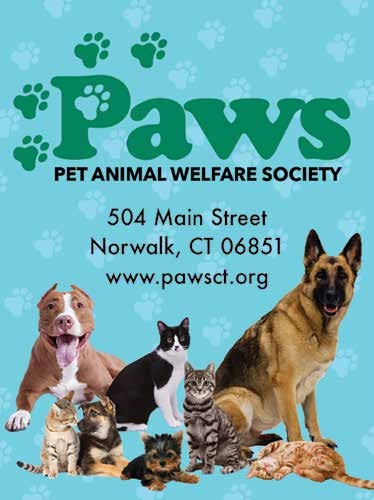 Paws
PET ANIMAL WELFARE SOCIETY
504 Main Street
Norwalk, CT 06851
www.pawsct.org